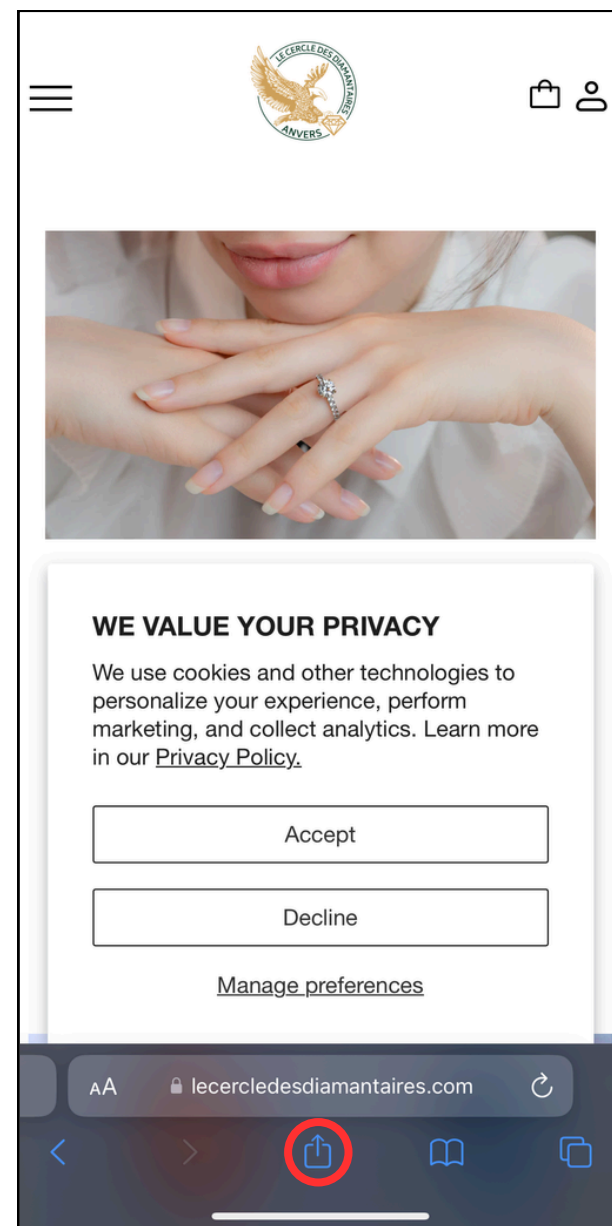 LE CERCLE DES DIAMANTAIRES
ANVERS
WE VALUE YOUR PRIVACY
We use cookies and other technologies to
personalize your experience, perform
marketing, and collect analytics. Learn more
in our Privacy Policy.
Accept
Decline
Manage preferences
AA lecercledesdiamantaires.com